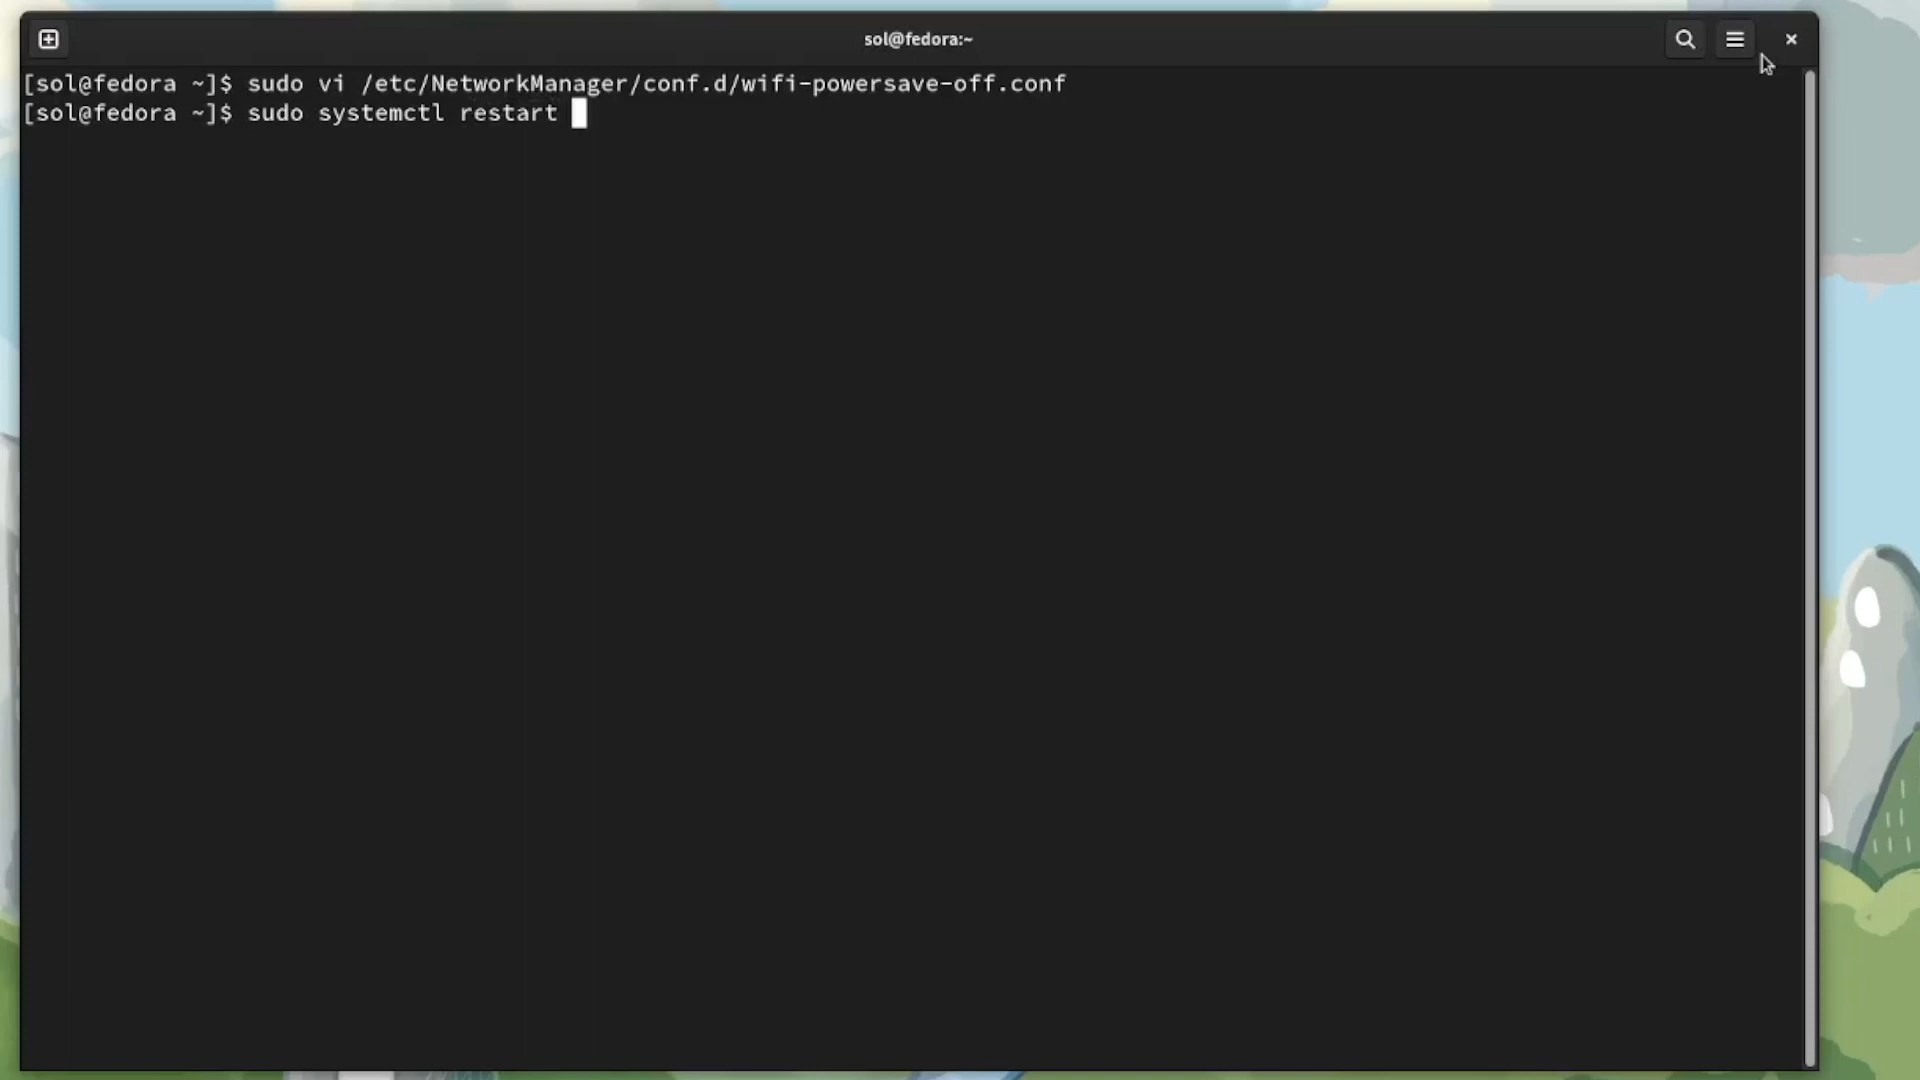 sol@fedora:~
[sol@fedora ~]$ sudo vi /etc/NetworkManager/conf.d/wifi-powersave-off.conf
[sol@fedora ~]$ sudo systemctl restart